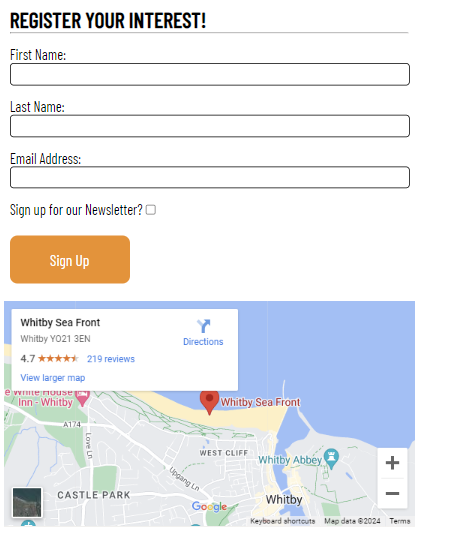 REGISTER YOUR INTEREST!
First Name:
Last Name:
Email Address:
Sign up for our Newsletter?
Sign Up
Whitby Sea Front
Directions
Whitby YO21 3EN
4.7 219 reviews
View larger map
e White House
Inn - Whitby
Whitby Sea Front
A174
Love Ln
WEST CLIFF
Whitby Abbey
Upgang Ln
CASTLE PARK
Google
Whitby
Keyboard shortcuts Map data ©2024 Terms